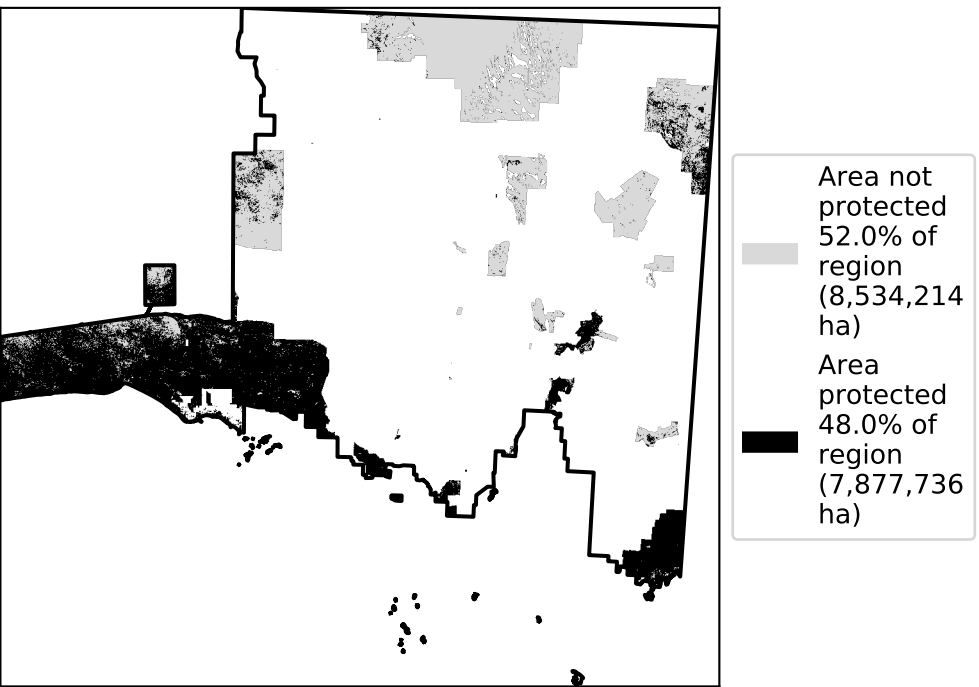 Area not
protected
52.0% of
region
(8,534,214
ha)
Area
protected
48.0% of
region
(7,877,736
ha)